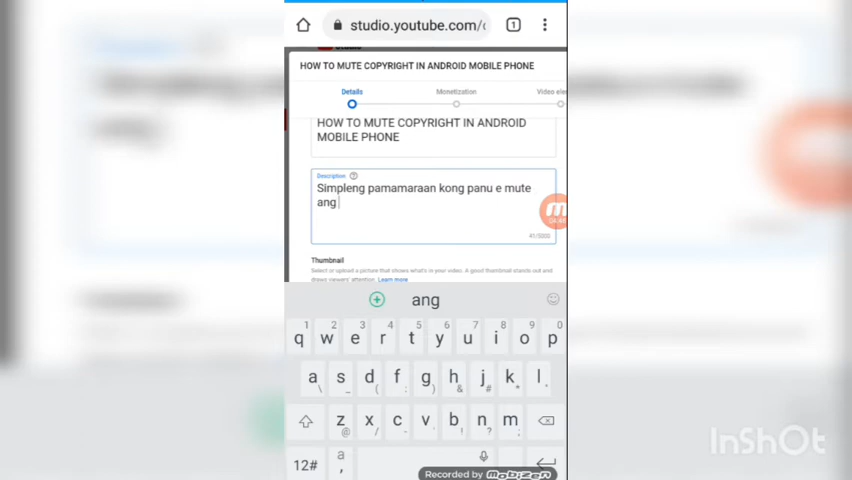 studio.youtube.com/
1
Studio
HOW TO MUTE COPYRIGHT IN ANDROID MOBILE PHONE
Details
Monetization
Video ele
HOW TO MUTE COPYRIGHT IN ANDROID
MOBILE PHONE
Description
Simpleng pamamaraan kong panu e mute
ang
41/5000
Thumbnail
Select or upload a picture that shows what's in your video. A good thumbnail stands out and
draws viewers' attention. Learn more
ang
1 2 3 4 5 6 7 8 9 0
q w e r t y u i o p
a s d f g h j k l
z x c v b n m
12#
Recorded by mobizen
InShOt